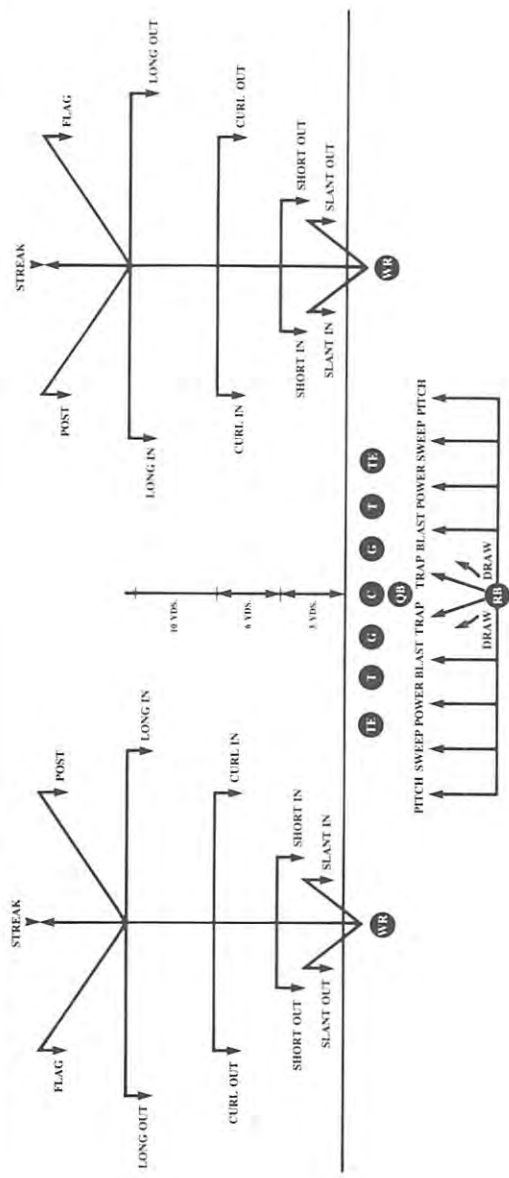 STREAK STREAK
FLAG POST POST FLAG
LONG OUT LONG IN LONG IN LONG OUT
10 YDS.
CURL OUT CURL IN CURL IN CURL OUT
6 YDS.
SHORT OUT SHORT IN SHORT IN SHORT OUT
3 YDS.
SLANT OUT SLANT IN SLANT IN SLANT OUT
WR TE T G C G T TE WR
QB
PITCH SWEEP POWER BLAST TRAP TRAP BLAST POWER SWEEP PITCH
DRAW DRAW
RB